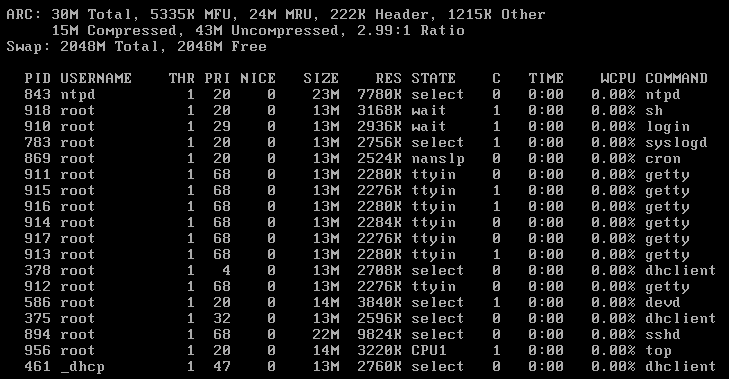 ARC: 30M Total, 5335K MFU, 24M MRU, 222K Header, 1215K Other
     15M Compressed, 43M Uncompressed, 2.99:1 Ratio
Swap: 2048M Total, 2048M Free

  PID USERNAME    THR PRI NICE   SIZE    RES STATE    C   TIME    WCPU COMMAND
  843 ntpd          1  20    0    23M  7780K select   0   0:00   0.00% ntpd
  918 root          1  20    0    13M  3168K wait     1   0:00   0.00% sh
  910 root          1  29    0    13M  2936K wait     1   0:00   0.00% login
  783 root          1  20    0    13M  2756K select   1   0:00   0.00% syslogd
  869 root          1  20    0    13M  2524K nanslp   0   0:00   0.00% cron
  911 root          1  68    0    13M  2280K ttyin    0   0:00   0.00% getty
  915 root          1  68    0    13M  2276K ttyin    1   0:00   0.00% getty
  916 root          1  68    0    13M  2280K ttyin    1   0:00   0.00% getty
  914 root          1  68    0    13M  2284K ttyin    0   0:00   0.00% getty
  917 root          1  68    0    13M  2276K ttyin    0   0:00   0.00% getty
  913 root          1  68    0    13M  2280K ttyin    1   0:00   0.00% getty
  378 root          1   4    0    13M  2708K select   0   0:00   0.00% dhclient
  912 root          1  68    0    13M  2276K ttyin    0   0:00   0.00% getty
  586 root          1  20    0    14M  3840K select   1   0:00   0.00% devd
  375 root          1  32    0    13M  2596K select   0   0:00   0.00% dhclient
  894 root          1  68    0    22M  9824K select   0   0:00   0.00% sshd
  956 root          1  20    0    14M  3220K CPU1     1   0:00   0.00% top
  461 _dhcp         1  47    0    13M  2760K select   0   0:00   0.00% dhclient